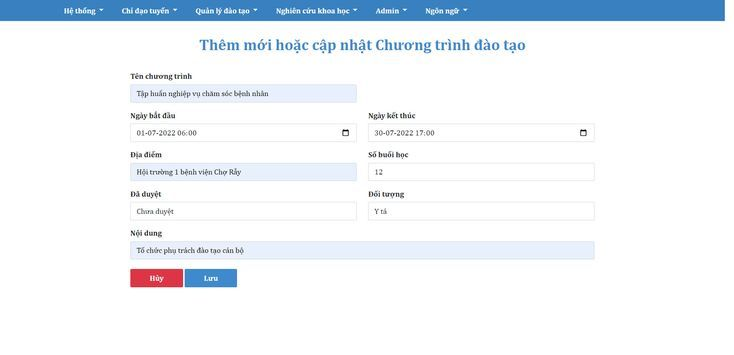 Hệ thống Chỉ đạo tuyến Quản lý đào tạo Nghiên cứu khoa học Admin Ngôn ngữ
Thêm mới hoặc cập nhật Chương trình đào tạo
Tên chương trình
Tập huấn nghiệp vụ chăm sóc bệnh nhân
Ngày bắt đầu Ngày kết thúc
01-07-2022 06:00 30-07-2022 17:00
Địa điểm Số buổi học
Hội trường 1 bệnh viện Chợ Rẫy 12
Đã duyệt Đối tượng
Chưa duyệt Y tá
Nội dung
Tổ chức phụ trách đào tạo cán bộ
Hủy Lưu